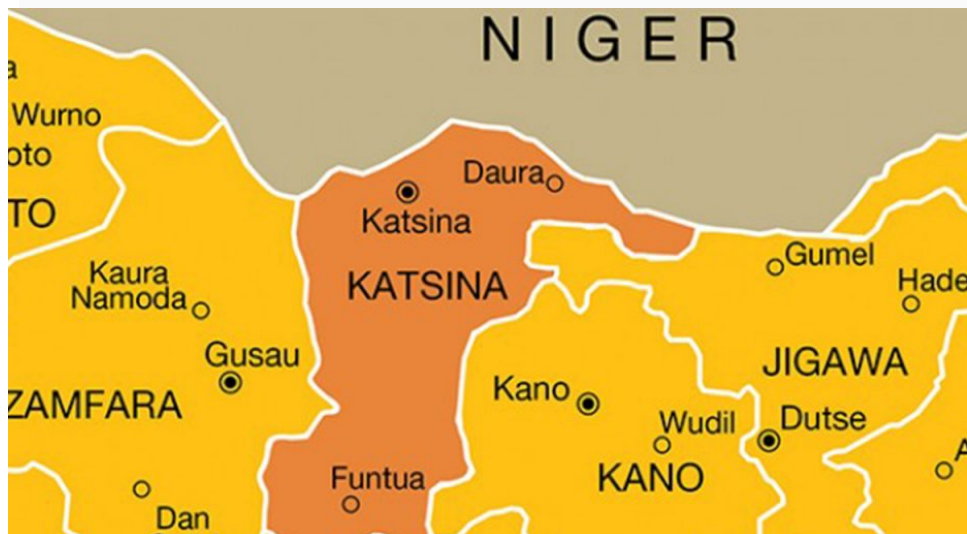 NIGER
a
Wurno
oto
TO
Daura
Katsina
Kaura
Namoda
KATSINA
Gumel
Hade
Gusau
ZAMFARA
JIGAWA
Kano
Wudil
Dutse
KANO
Funtua
A
Dan